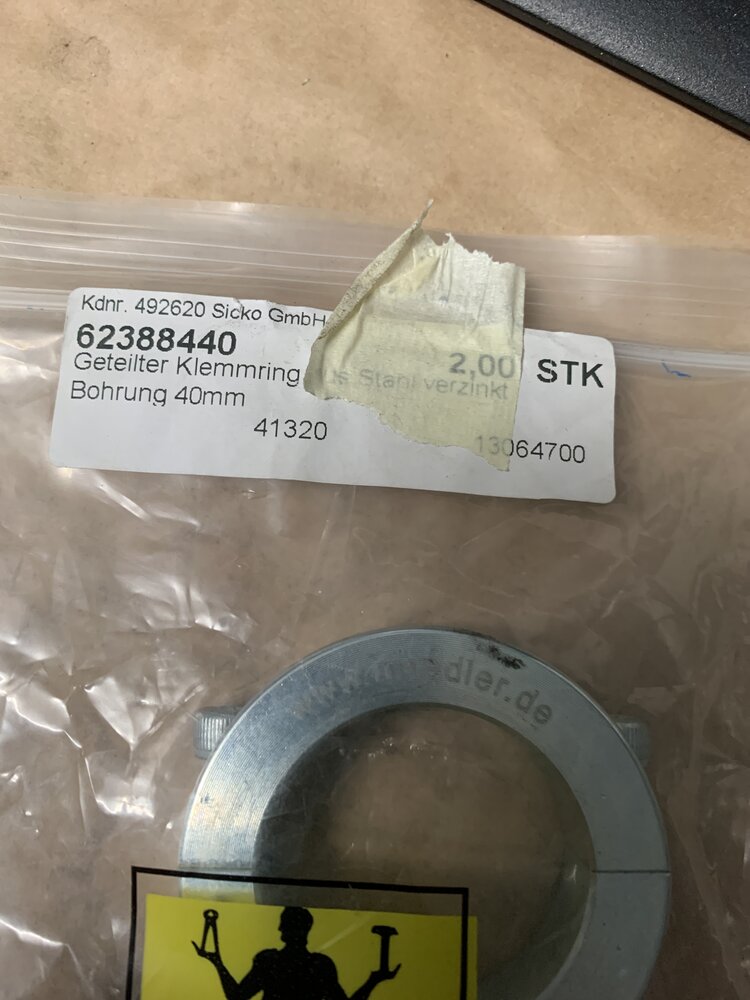 Kdnr. 492620 Sicko GmbH
62388440 2,00 STK
Geteilter Klemmring aus Stahl verzinkt
Bohrung 40mm
41320 13064700
www.maedler.de